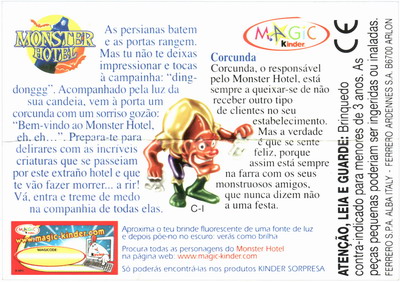 MONSTER
HOTEL
As persianas batem
e as portas rangem.
Mas tu não te deixas
impressionar e tocas
à campainha: "ding-
donggg". Acompanhado pela luz da
sua candeia, vem à porta um
corcunda com um sorriso gozão:
"Bem-vindo ao Monster Hotel,
eh, eh...". Prepara-te para
delirares com as incríveis
criaturas que se passeiam
por este extraño hotel e que
te vão fazer morrer... a rir!
Vá, entra e treme de medo
na companhia de todas elas.
MAGIC
Kinder
Corcunda
Corcunda, o responsável
pelo Monster Hotel, está
sempre a queixar-se de não
receber outro tipo
de clientes no seu
estabelecimento.
Mas a verdade
é que se sente
feliz, porque
assim está sempre
na farra com os seus
monstruosos amigos,
que nunca dizem não
a uma festa.
C-1
MAGIC
Kinder
www.magic-kinder.com
MAGICODE
Aproxima o teu brinde fluorescente de uma fonte de luz
e depois põe-no no escuro: verás como brilha
Procura todas as personagens do Monster Hotel
na página web: www.magic-kinder.com
Só poderás encontrá-los nos produtos KINDER SORPRESA
CE
ATENÇÃO, LEIA E GUARDE: Brinquedo
contra-indicado para menores de 3 anos. As
peças pequenas poderiam ser ingeridas ou inaladas.
FERRERO S.P.A. ALBA ITALY - FERRERO ARDENNES S.A. B6700 ARLON